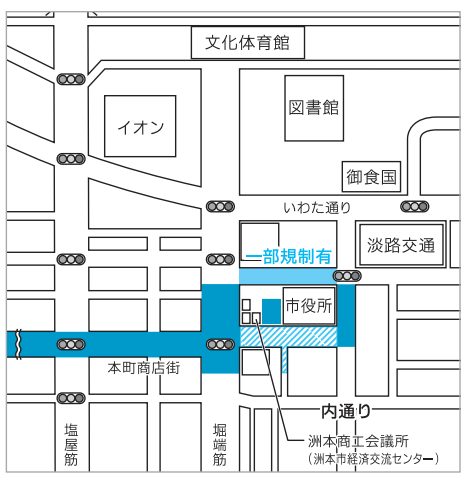 文化体育館
図書館
イオン
御食国
いわた通り
淡路交通
一部規制有
市役所
本町商店街
内通り
塩屋筋
堀端筋
洲本商工会議所
（洲本市経済交流センター）